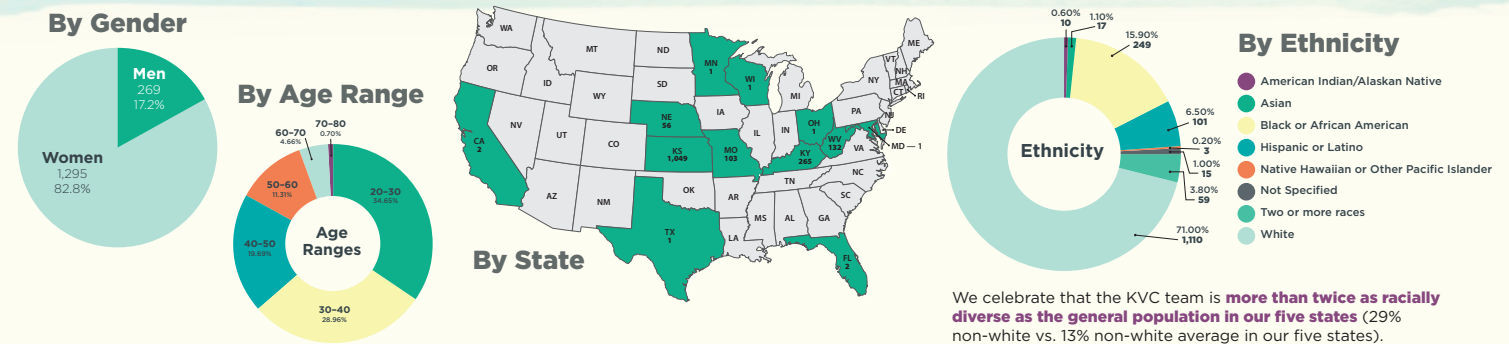 By Gender
Men
269
17.2%
Women
1,295
82.8%
By Age Range
70–80
0.70%
60–70
4.66%
50–60
11.31%
20–30
34.65%
40–50
19.69%
30–40
28.96%
Age
Ranges
By State
WA
OR
CA
2
NV
ID
MT
WY
UT
AZ
CO
NM
ND
SD
NE
56
KS
1,049
OK
TX
1
MN
1
IA
MO
103
AR
LA
WI
1
IL
MI
IN
OH
1
KY
265
TN
MS
AL
GA
FL
2
SC
NC
VA
WV
132
PA
NY
ME
VT
NH
MA
CT
RI
NJ
DE
MD — 1
0.60%
10
1.10%
17
15.90%
249
6.50%
101
0.20%
3
1.00%
15
3.80%
59
71.00%
1,110
Ethnicity
By Ethnicity
American Indian/Alaskan Native
Asian
Black or African American
Hispanic or Latino
Native Hawaiian or Other Pacific Islander
Not Specified
Two or more races
White
We celebrate that the KVC team is more than twice as racially
diverse as the general population in our five states (29%
non-white vs. 13% non-white average in our five states).